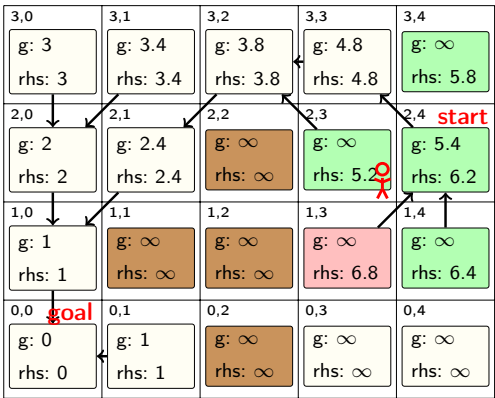 3,0
g: 3
rhs: 3
3,1
g: 3.4
rhs: 3.4
3,2
g: 3.8
rhs: 3.8
3,3
g: 4.8
rhs: 4.8
3,4
g: ∞
rhs: 5.8
2,0
g: 2
rhs: 2
2,1
g: 2.4
rhs: 2.4
2,2
g: ∞
rhs: ∞
2,3
g: ∞
rhs: 5.2
2,4
start
g: 5.4
rhs: 6.2
1,0
g: 1
rhs: 1
1,1
g: ∞
rhs: ∞
1,2
g: ∞
rhs: ∞
1,3
g: ∞
rhs: 6.8
1,4
g: ∞
rhs: 6.4
0,0
goal
g: 0
rhs: 0
0,1
g: 1
rhs: 1
0,2
g: ∞
rhs: ∞
0,3
g: ∞
rhs: ∞
0,4
g: ∞
rhs: ∞